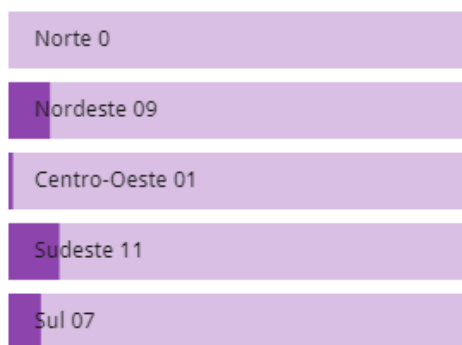 Norte 0
Nordeste 09
Centro-Oeste 01
Sudeste 11
Sul 07